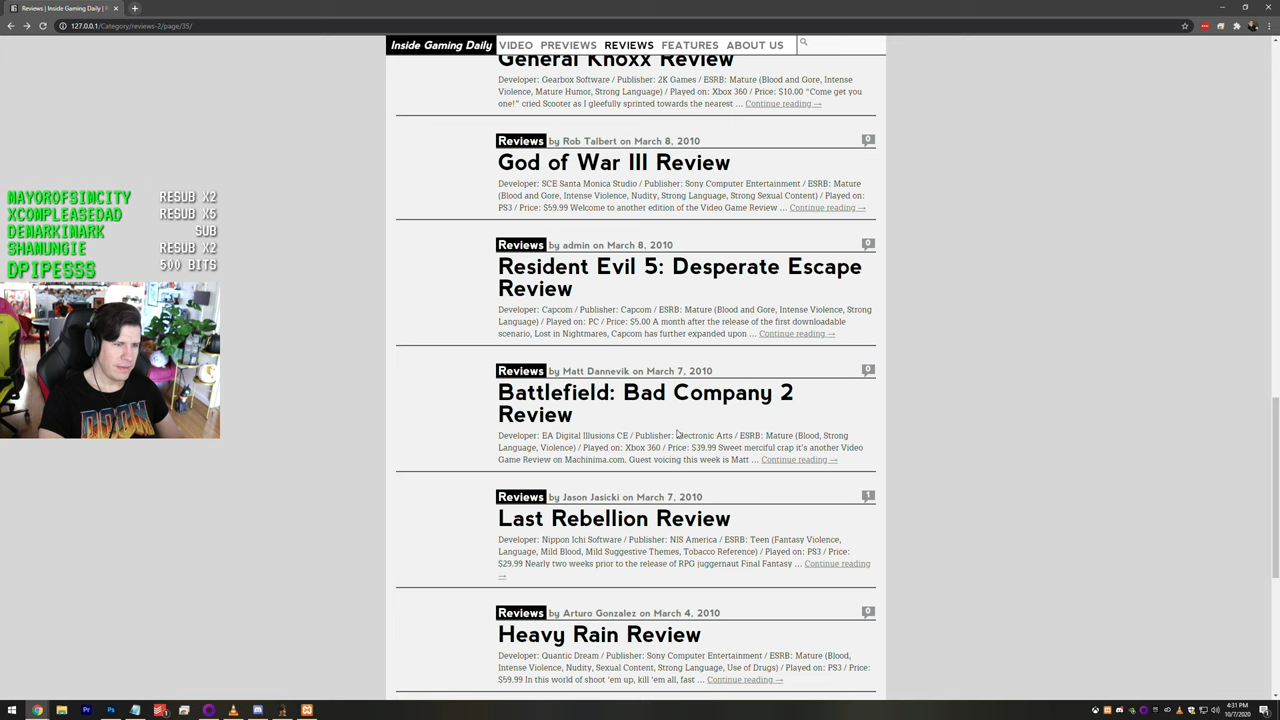 Reviews | Inside Gaming Daily |
127.0.0.1/Category/reviews-2/page/35/
Inside Gaming Daily VIDEO PREVIEWS REVIEWS FEATURES ABOUT US
General Knoxx Review
Developer: Gearbox Software / Publisher: 2K Games / ESRB: Mature (Blood and Gore, Intense
Violence, Mature Humor, Strong Language) / Played on: Xbox 360 / Price: $10.00 "Come get you
one!" cried Scooter as I gleefully sprinted towards the nearest ... Continue reading →
Reviews by Rob Talbert on March 8, 2010 0
God of War III Review
Developer: SCE Santa Monica Studio / Publisher: Sony Computer Entertainment / ESRB: Mature
(Blood and Gore, Intense Violence, Nudity, Strong Language, Strong Sexual Content) / Played on:
PS3 / Price: $59.99 Welcome to another edition of the Video Game Review ... Continue reading →
Reviews by admin on March 8, 2010 0
Resident Evil 5: Desperate Escape
Review
Developer: Capcom / Publisher: Capcom / ESRB: Mature (Blood and Gore, Intense Violence, Strong
Language) / Played on: PC / Price: $5.00 A month after the release of the first downloadable
scenario, Lost in Nightmares, Capcom has further expanded upon ... Continue reading →
Reviews by Matt Dannevik on March 7, 2010 0
Battlefield: Bad Company 2
Review
Developer: EA Digital Illusions CE / Publisher: Electronic Arts / ESRB: Mature (Blood, Strong
Language, Violence) / Played on: Xbox 360 / Price: $39.99 Sweet merciful crap it's another Video
Game Review on Machinima.com. Guest voicing this week is Matt ... Continue reading →
Reviews by Jason Jasicki on March 7, 2010 1
Last Rebellion Review
Developer: Nippon Ichi Software / Publisher: NIS America / ESRB: Teen (Fantasy Violence,
Language, Mild Blood, Mild Suggestive Themes, Tobacco Reference) / Played on: PS3 / Price:
$29.99 Nearly two weeks prior to the release of RPG juggernaut Final Fantasy ... Continue reading
→
Reviews by Arturo Gonzalez on March 4, 2010 0
Heavy Rain Review
Developer: Quantic Dream / Publisher: Sony Computer Entertainment / ESRB: Mature (Blood,
Intense Violence, Nudity, Sexual Content, Strong Language, Use of Drugs) / Played on: PS3 / Price:
$59.99 In this world of shoot 'em up, kill 'em all, fast ... Continue reading →
MAYOROFSIMCITY RESUB X2
XCOMPLEASEDAD RESUB X5
DEMARKIMARK SUB
SHAMUNGIE RESUB X2
DPIPESSS 500 BITS
DOOM
4:31 PM
10/7/2020